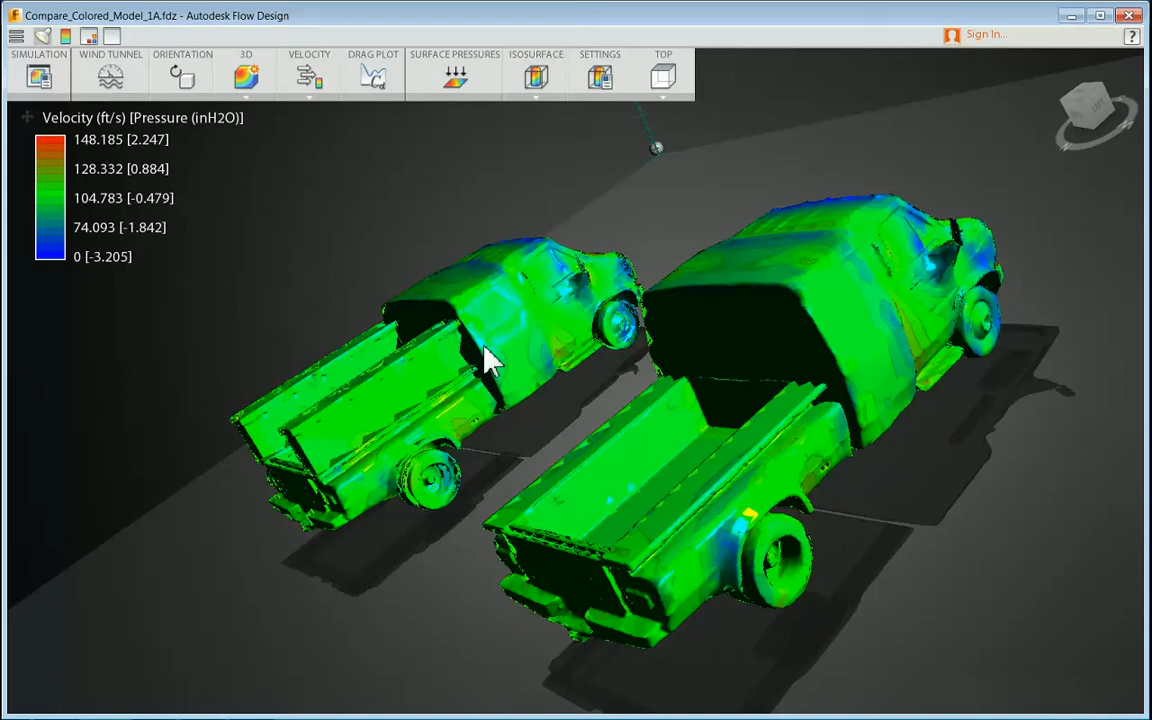 Compare_Colored_Model_1A.fdz - Autodesk Flow Design
Sign In...
?
SIMULATION WIND TUNNEL ORIENTATION 3D VELOCITY DRAG PLOT SURFACE PRESSURES ISOSURFACE SETTINGS TOP
Velocity (ft/s) [Pressure (inH2O)]
148.185 [2.247]
128.332 [0.884]
104.783 [-0.479]
74.093 [-1.842]
0 [-3.205]